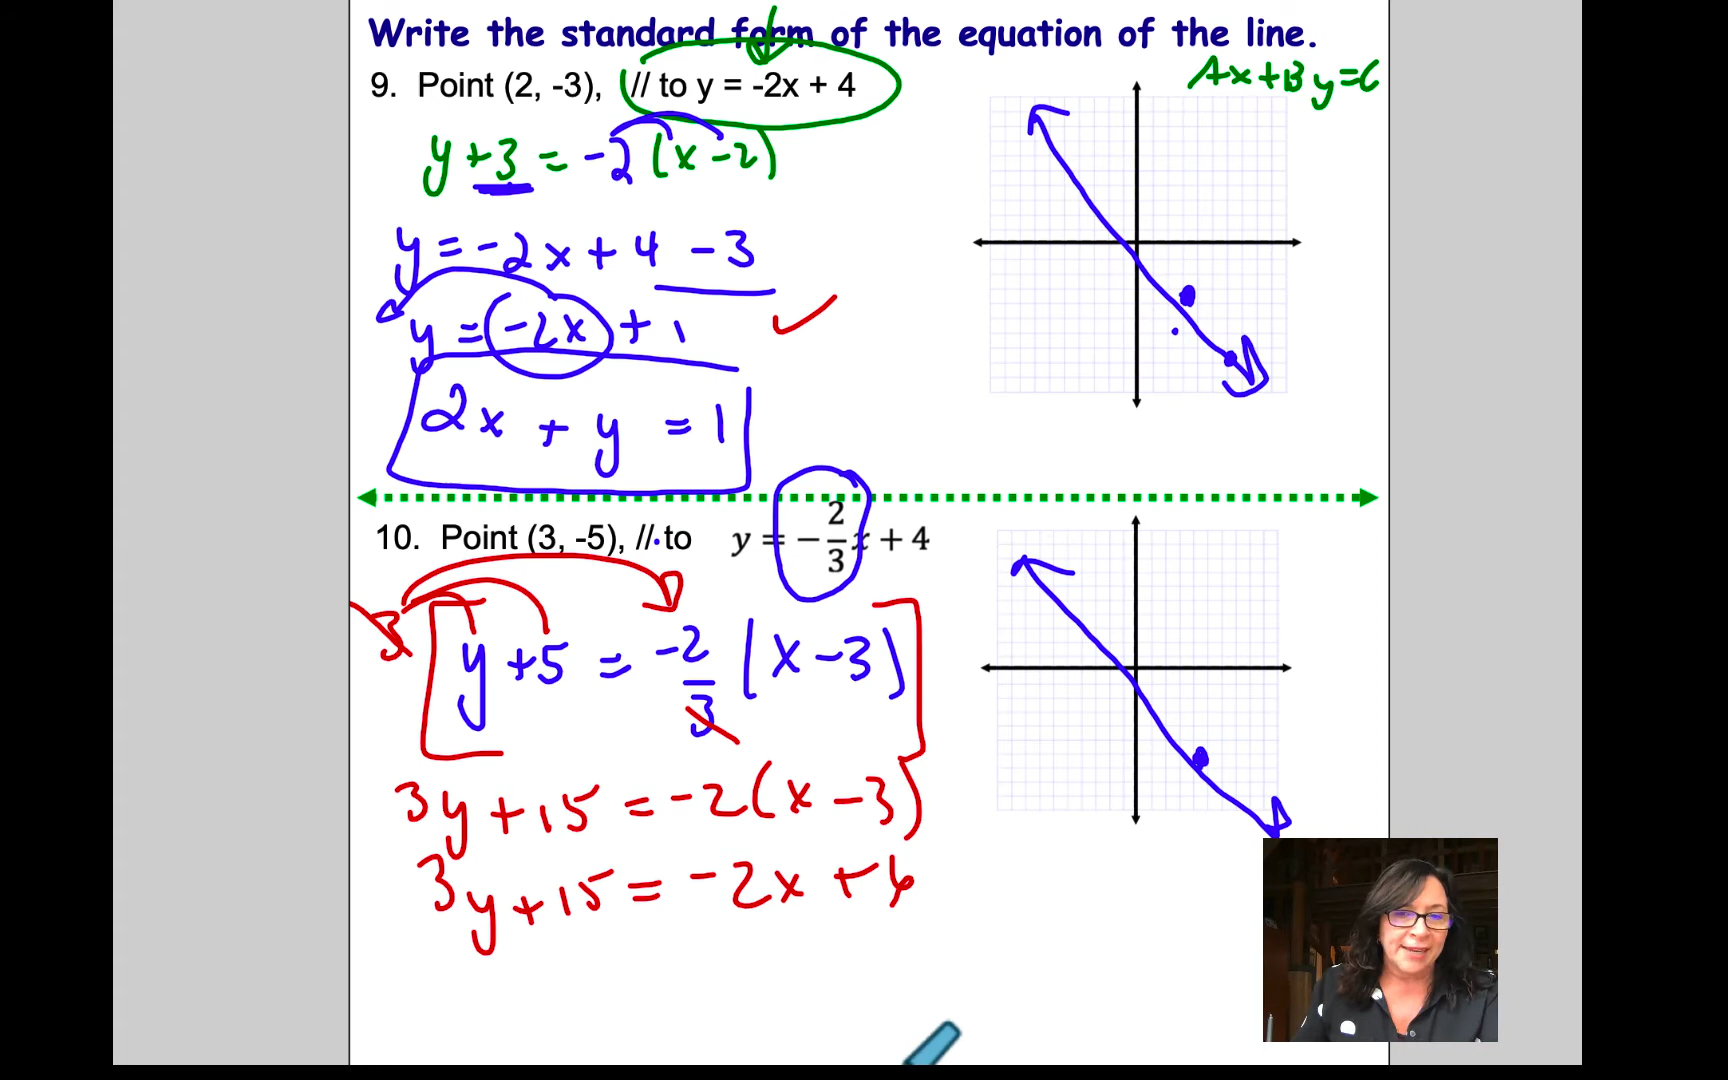 Write the standard form of the equation of the line.
Ax + By = C
9. Point (2, -3), // to y = -2x + 4
y + 3 = -2 (x - 2)
y = -2x + 4 - 3
y = (-2x) + 1
2x + y = 1
10. Point (3, -5), // to y = -2/3 x + 4
3 [y + 5 = -2/3 (x - 3)]
3y + 15 = -2(x - 3)
3y + 15 = -2x + 6